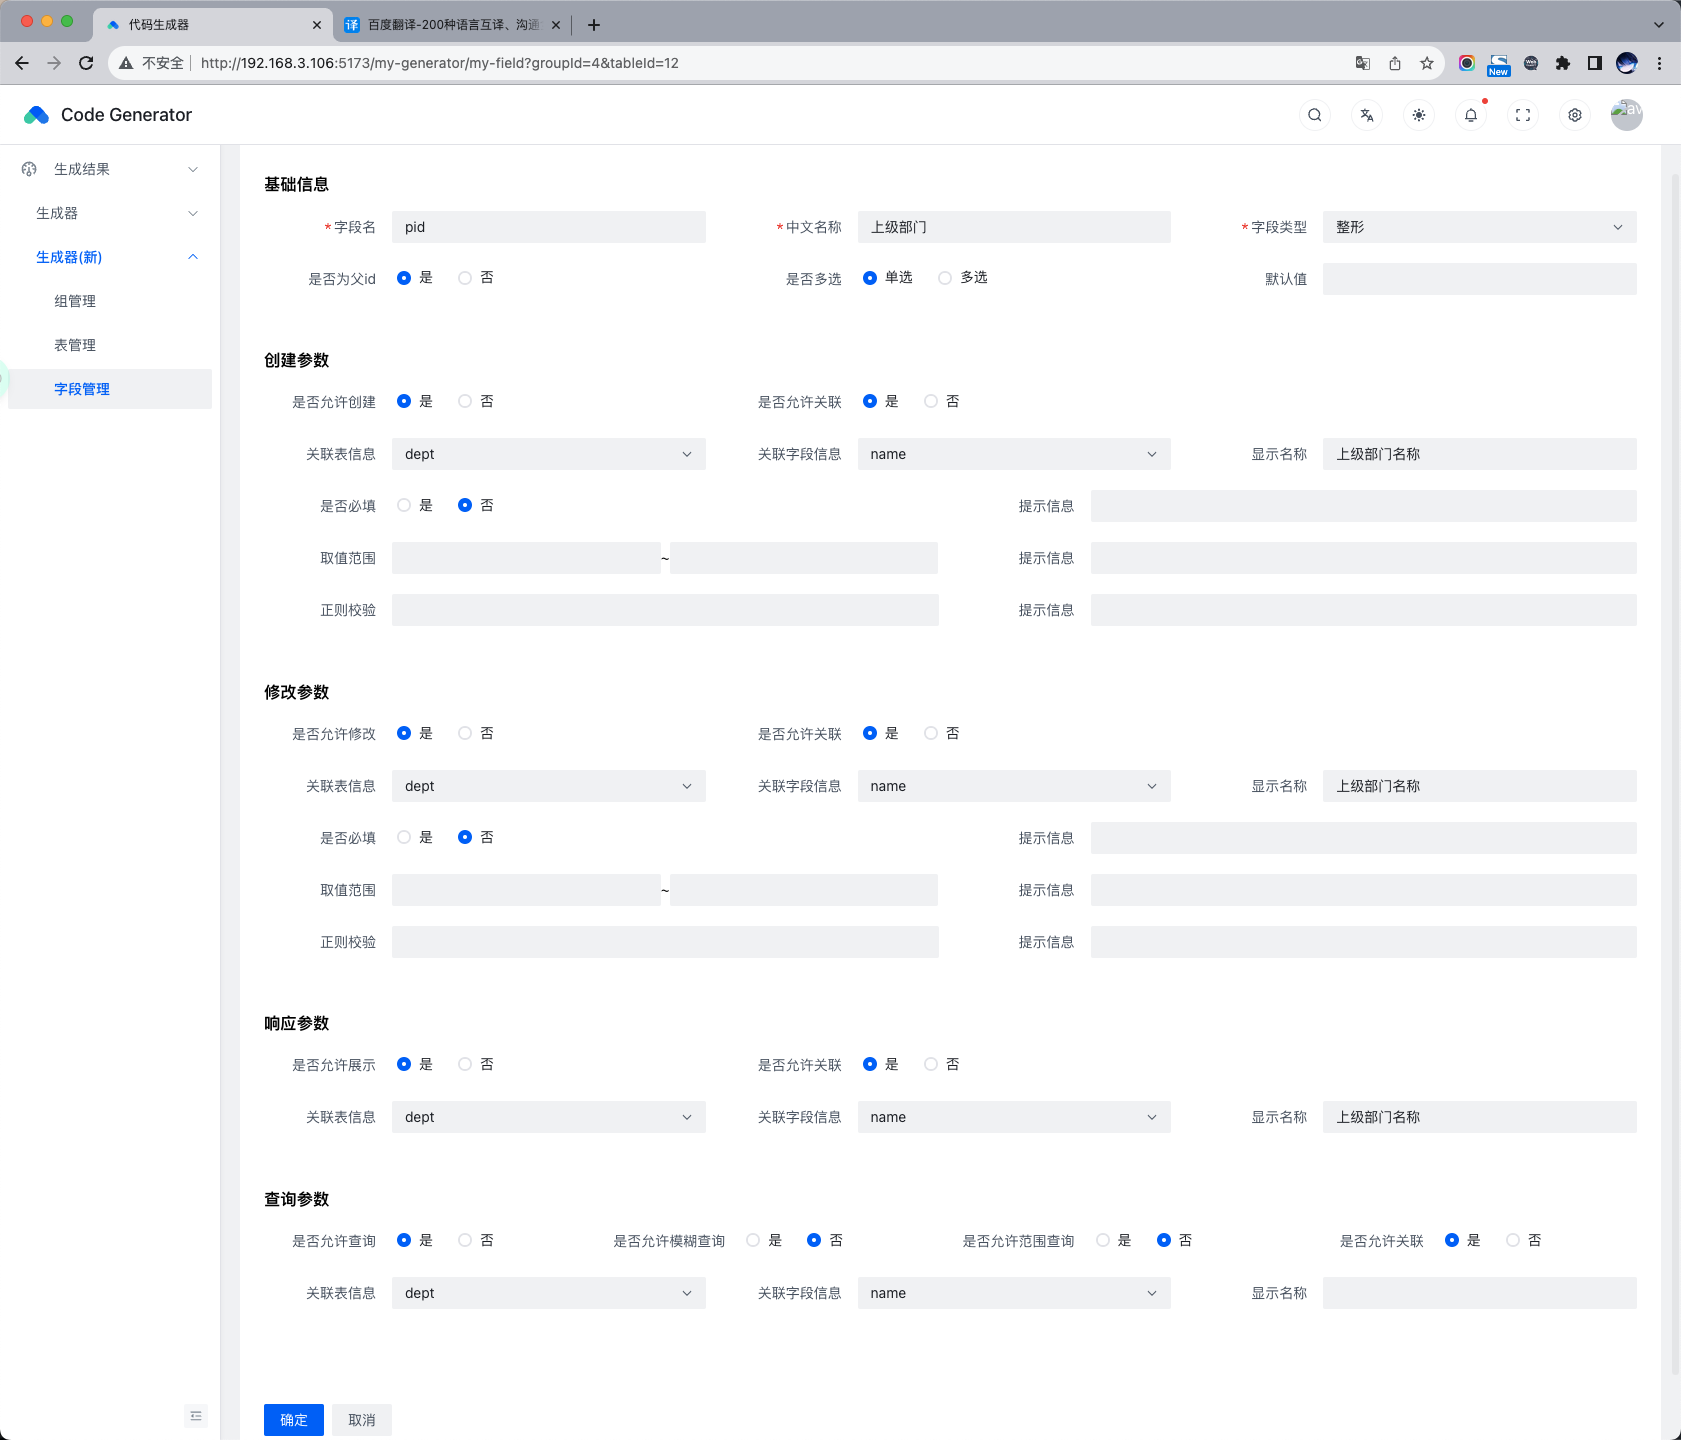 代码生成器
百度翻译-200种语言互译、沟通
不安全 http://192.168.3.106:5173/my-generator/my-field?groupId=4&tableId=12
New
Code Generator
生成结果
生成器
生成器(新)
组管理
表管理
字段管理
基础信息
*字段名 pid *中文名称 上级部门 *字段类型 整形
是否为父id 是 否 是否多选 单选 多选 默认值
创建参数
是否允许创建 是 否 是否允许关联 是 否
关联表信息 dept 关联字段信息 name 显示名称 上级部门名称
是否必填 是 否 提示信息
取值范围 ~ 提示信息
正则校验 提示信息
修改参数
是否允许修改 是 否 是否允许关联 是 否
关联表信息 dept 关联字段信息 name 显示名称 上级部门名称
是否必填 是 否 提示信息
取值范围 ~ 提示信息
正则校验 提示信息
响应参数
是否允许展示 是 否 是否允许关联 是 否
关联表信息 dept 关联字段信息 name 显示名称 上级部门名称
查询参数
是否允许查询 是 否 是否允许模糊查询 是 否 是否允许范围查询 是 否 是否允许关联 是 否
关联表信息 dept 关联字段信息 name 显示名称
确定 取消